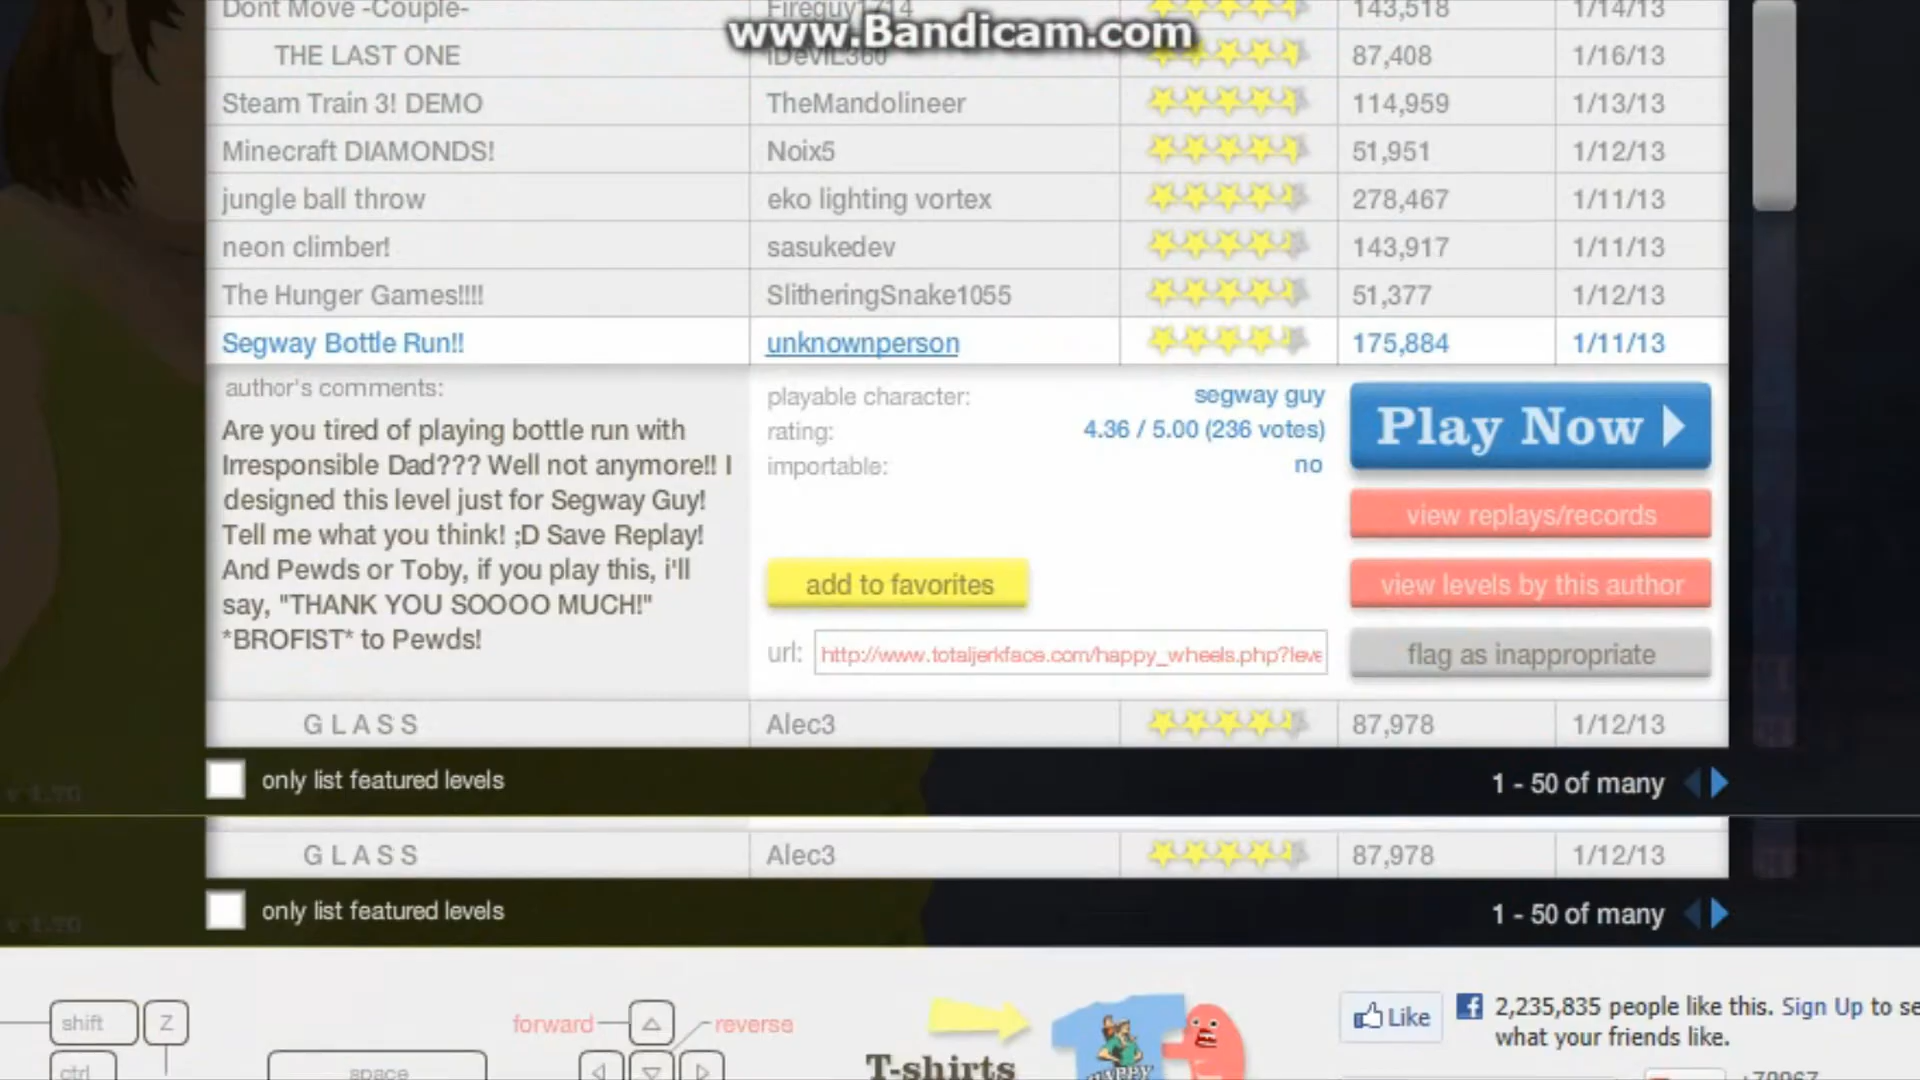 www.Bandicam.com
Dont Move -Couple- Fireguy1714 143,518 1/14/13
THE LAST ONE iDeViL360 87,408 1/16/13
Steam Train 3! DEMO TheMandolineer 114,959 1/13/13
Minecraft DIAMONDS! Noix5 51,951 1/12/13
jungle ball throw eko lighting vortex 278,467 1/11/13
neon climber! sasukedev 143,917 1/11/13
The Hunger Games!!!! SlitheringSnake1055 51,377 1/12/13
Segway Bottle Run!! unknownperson 175,884 1/11/13
author's comments:
Are you tired of playing bottle run with
Irresponsible Dad??? Well not anymore!! I
designed this level just for Segway Guy!
Tell me what you think! ;D Save Replay!
And Pewds or Toby, if you play this, i'll
say, "THANK YOU SOOOO MUCH!"
*BROFIST* to Pewds!
playable character: segway guy
rating: 4.36 / 5.00 (236 votes)
importable: no
add to favorites
url: http://www.totaljerkface.com/happy_wheels.php?leve
Play Now
view replays/records
view levels by this author
flag as inappropriate
G L A S S Alec3 87,978 1/12/13
only list featured levels 1 - 50 of many
v 1.70
G L A S S Alec3 87,978 1/12/13
only list featured levels 1 - 50 of many
v 1.70
shift Z forward reverse
ctrl space
T-shirts
HAPPY
Like
2,235,835 people like this. Sign Up to se
what your friends like.